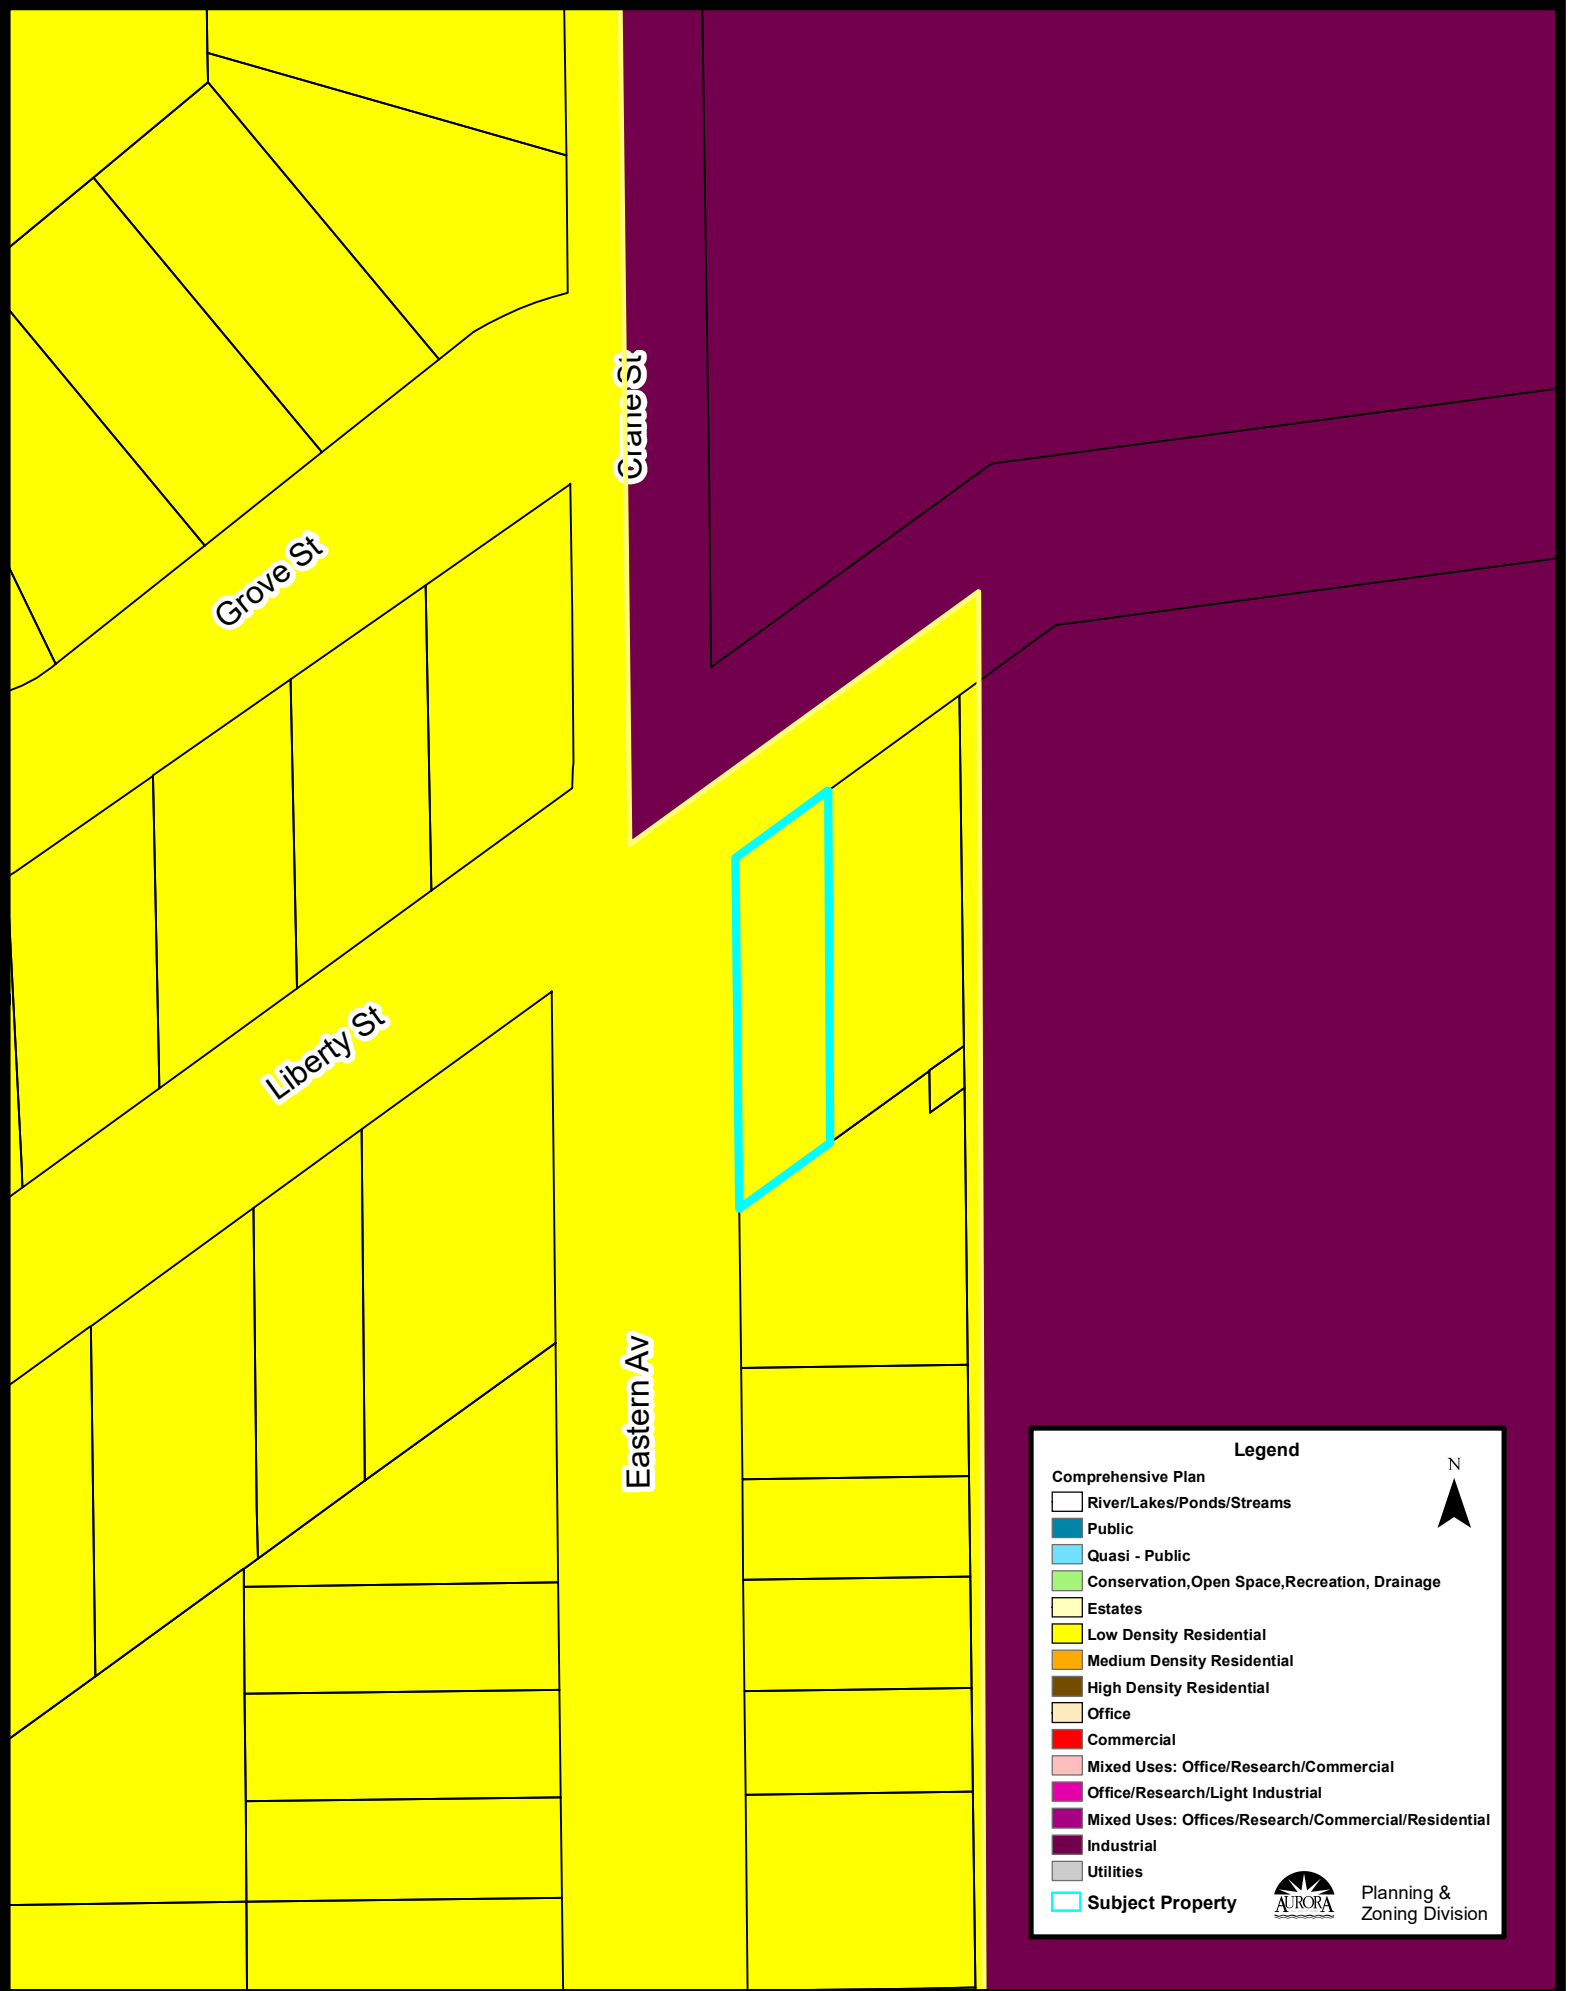 Crane St
Grove St
Liberty St
Eastern Av
Legend
Comprehensive Plan
N
River/Lakes/Ponds/Streams
Public
Quasi - Public
Conservation,Open Space,Recreation, Drainage
Estates
Low Density Residential
Medium Density Residential
High Density Residential
Office
Commercial
Mixed Uses: Office/Research/Commercial
Office/Research/Light Industrial
Mixed Uses: Offices/Research/Commercial/Residential
Industrial
Utilities
Subject Property
AURORA
Planning &
Zoning Division